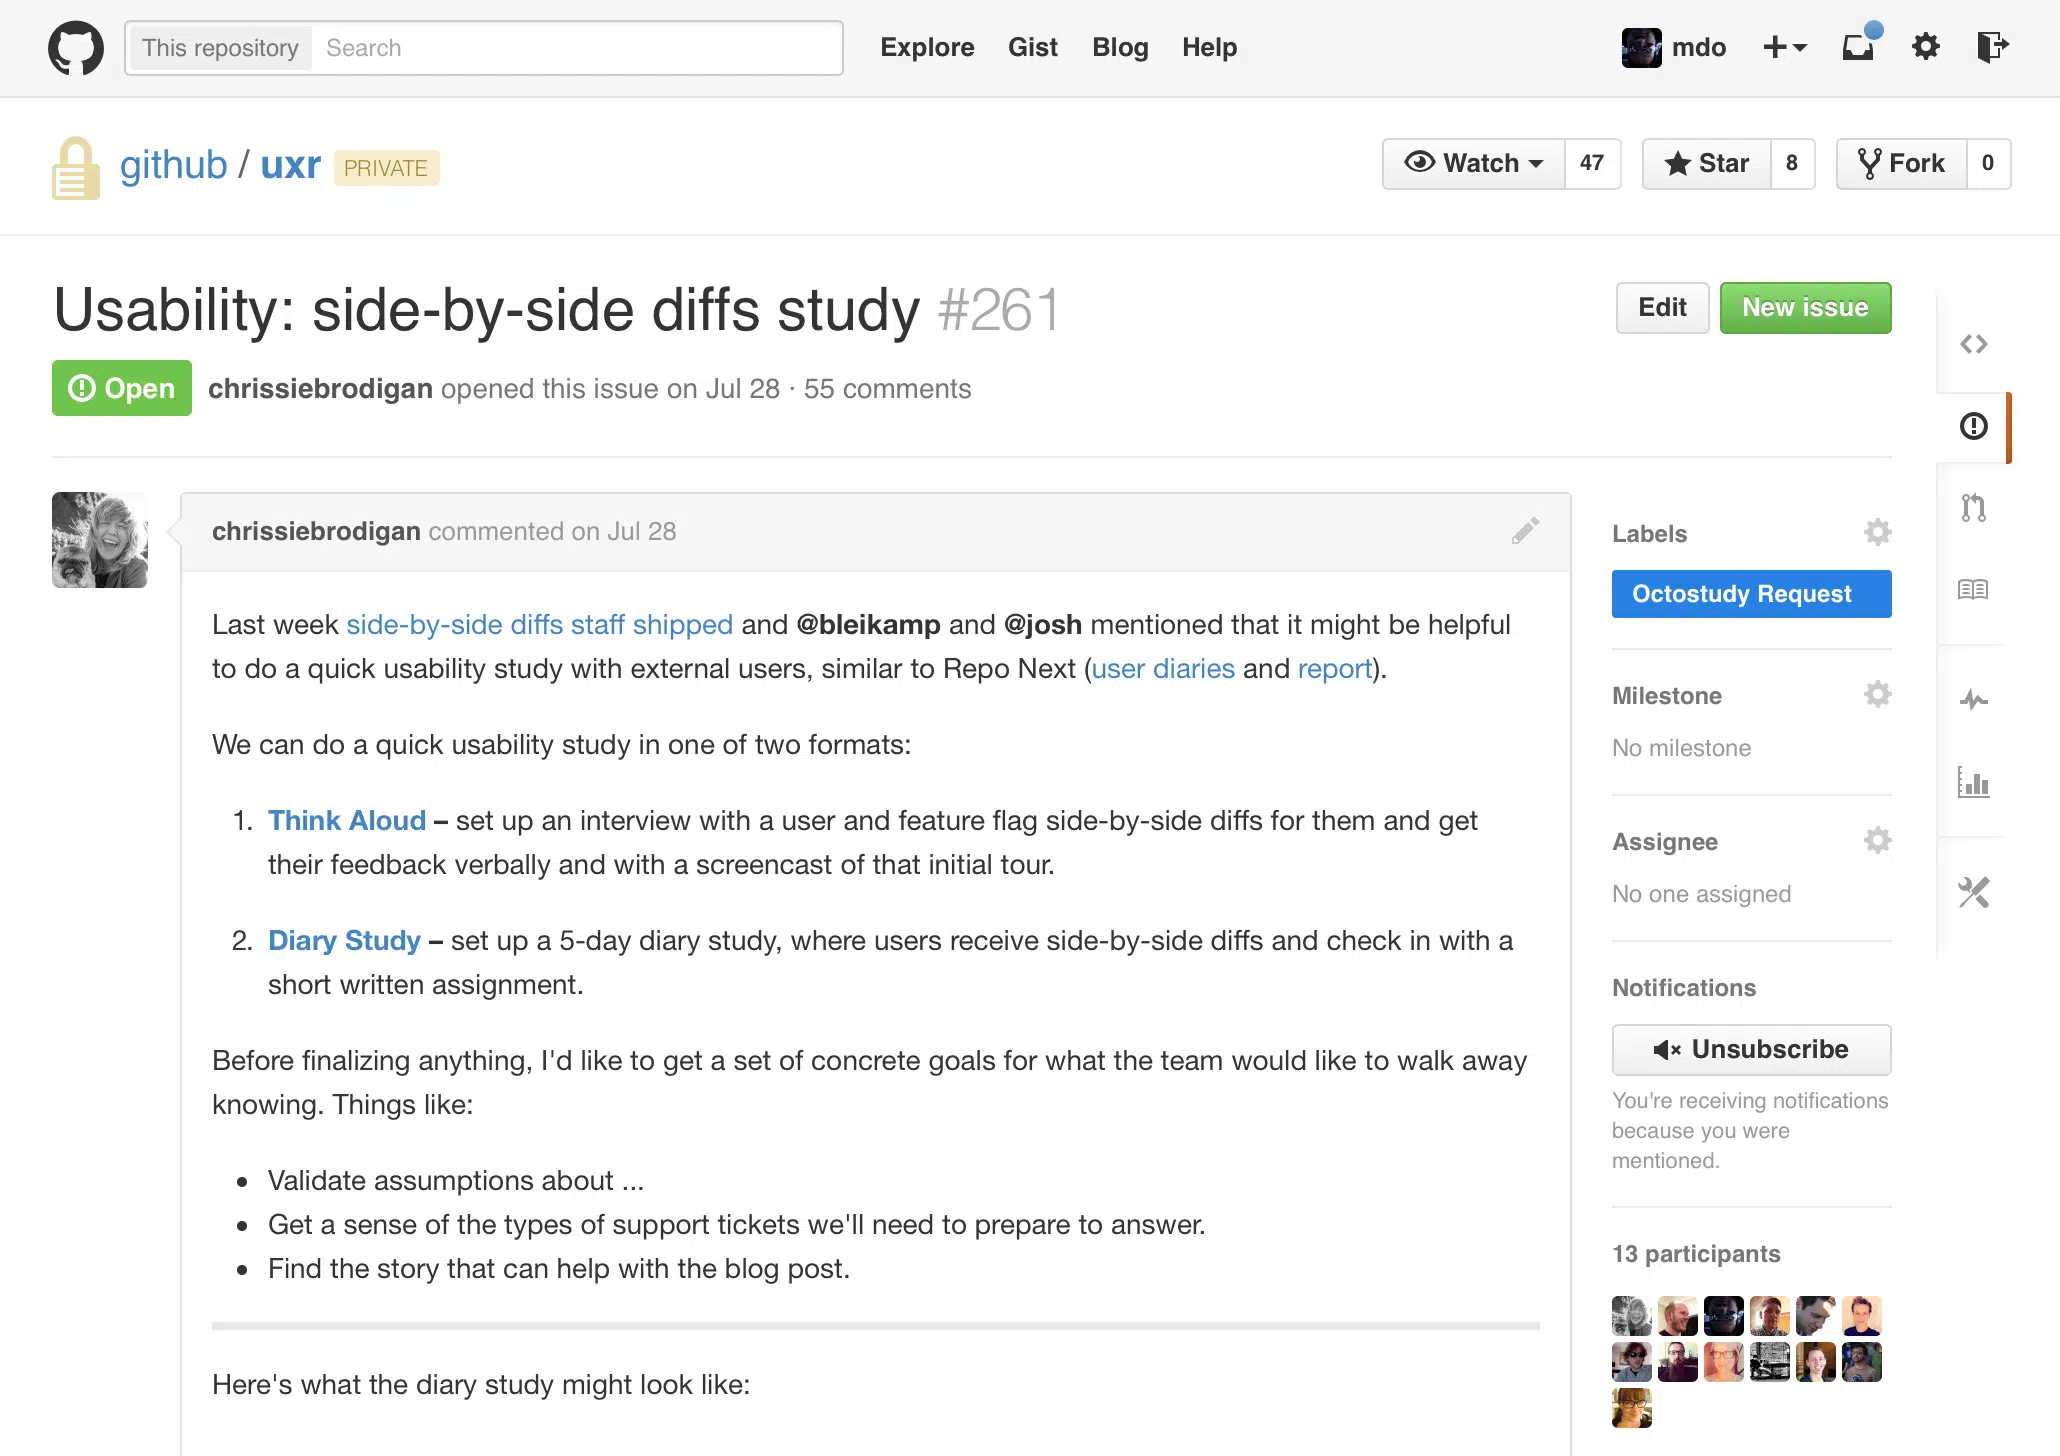 This repository Search Explore Gist Blog Help mdo
github / uxr PRIVATE Watch 47 Star 8 Fork 0
Usability: side-by-side diffs study #261 Edit New issue
Open chrissiebrodigan opened this issue on Jul 28 · 55 comments
chrissiebrodigan commented on Jul 28
Last week side-by-side diffs staff shipped and @bleikamp and @josh mentioned that it might be helpful
to do a quick usability study with external users, similar to Repo Next (user diaries and report).
We can do a quick usability study in one of two formats:
1. Think Aloud – set up an interview with a user and feature flag side-by-side diffs for them and get
their feedback verbally and with a screencast of that initial tour.
2. Diary Study – set up a 5-day diary study, where users receive side-by-side diffs and check in with a
short written assignment.
Before finalizing anything, I'd like to get a set of concrete goals for what the team would like to walk away
knowing. Things like:
• Validate assumptions about ...
• Get a sense of the types of support tickets we'll need to prepare to answer.
• Find the story that can help with the blog post.
Here's what the diary study might look like:
Labels
Octostudy Request
Milestone
No milestone
Assignee
No one assigned
Notifications
Unsubscribe
You're receiving notifications
because you were
mentioned.
13 participants